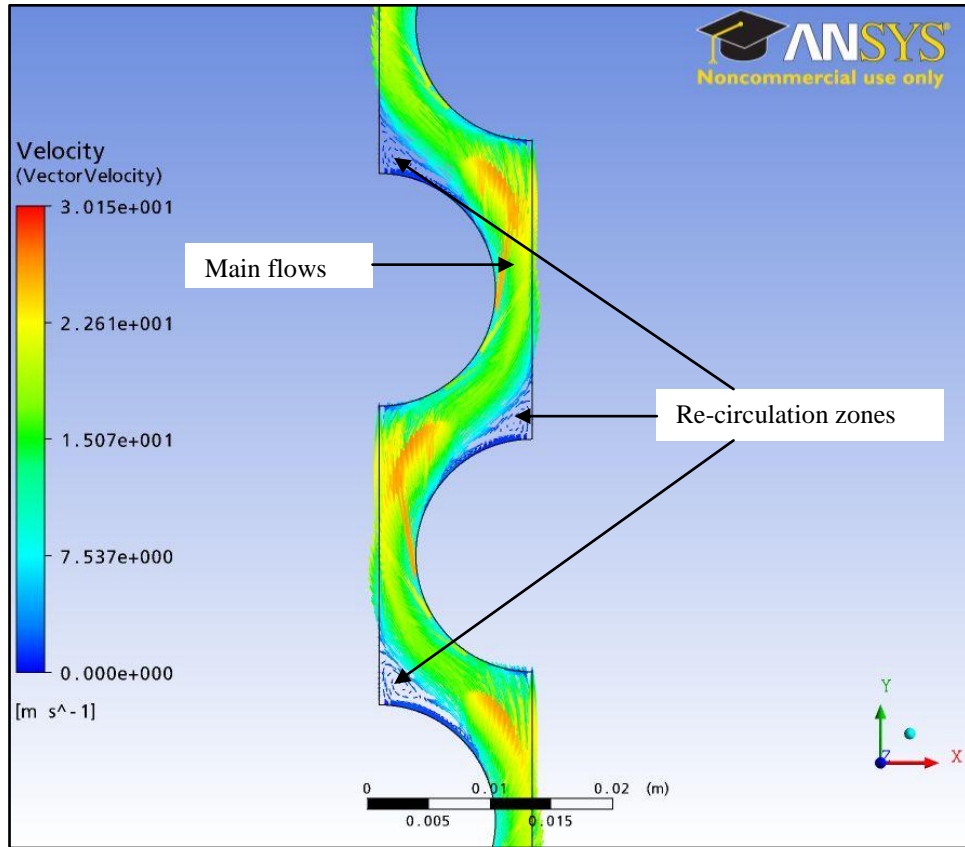 ANSYS
Noncommercial use only
Velocity
(VectorVelocity)
3.015e+001
2.261e+001
1.507e+001
7.537e+000
0.000e+000
[m s^-1]
Main flows
Re-circulation zones
Y
X
Z
0 0.01 0.02 (m)
0.005 0.015